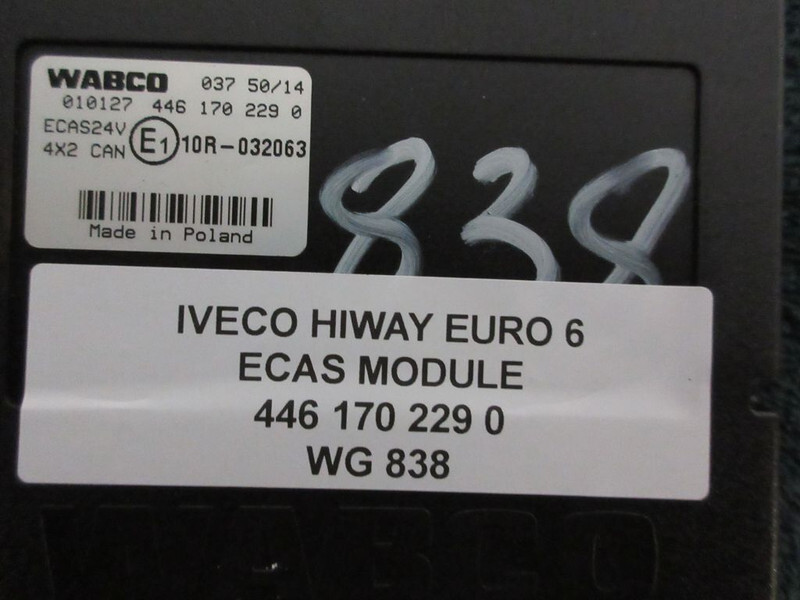 WABCO 037 50/14
010127 446 170 229 0
ECAS24V
4X2 CAN E1 10R-032063
Made in Poland
838
IVECO HIWAY EURO 6
ECAS MODULE
446 170 229 0
WG 838
WABCO